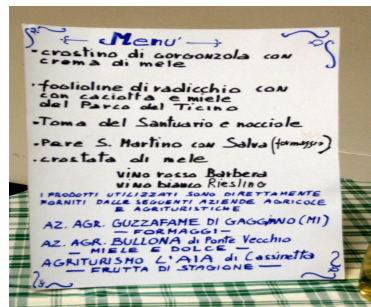 Menu'
• crostino di gorgonzola con
crema di mele
• foglioline di radicchio con
con caciotta e miele
del Parco del Ticino
• Toma del Santuario e nocciole
• Pere S. Martino con Salva (formaggio)
• crostata di mele
vino rosso Barbera
vino bianco Riesling
I PRODOTTI UTILIZZATI SONO DIRETTAMENTE
FORNITI DALLE SEGUENTI AZIENDE AGRICOLE
E AGRITURISTICHE
AZ. AGR. GUZZAFAME DI GAGGIANO (MI)
— FORMAGGI —
AZ. AGR. BULLONA di Ponte Vecchio
— MIELE E DOLCE —
AGRITURISMO L'AIA di Cassinetta
— FRUTTA DI STAGIONE —